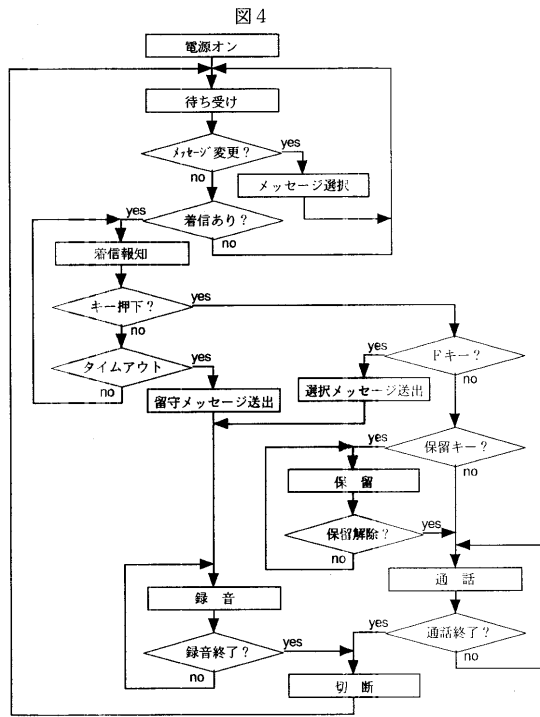 図4
電源オン
待ち受け
メッセージ変更?
yes
no
メッセージ選択
yes
着信あり?
no
着信報知
キー押下?
yes
no
Fキー?
yes
no
タイムアウト
yes
no
留守メッセージ送出
選択メッセージ送出
yes
保留キー?
no
保 留
保留解除?
yes
no
通 話
録 音
yes
通話終了?
no
録音終了?
yes
no
切 断